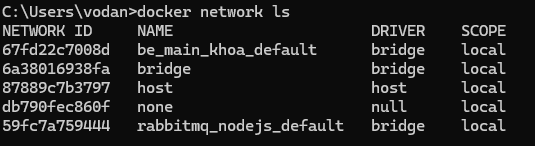 C:\Users\vodan>docker network ls
NETWORK ID     NAME                      DRIVER    SCOPE
67fd22c7008d   be_main_khoa_default      bridge    local
6a38016938fa   bridge                    bridge    local
87889c7b3797   host                      host      local
db790fec860f   none                      null      local
59fc7a759444   rabbitmq_nodejs_default   bridge    local